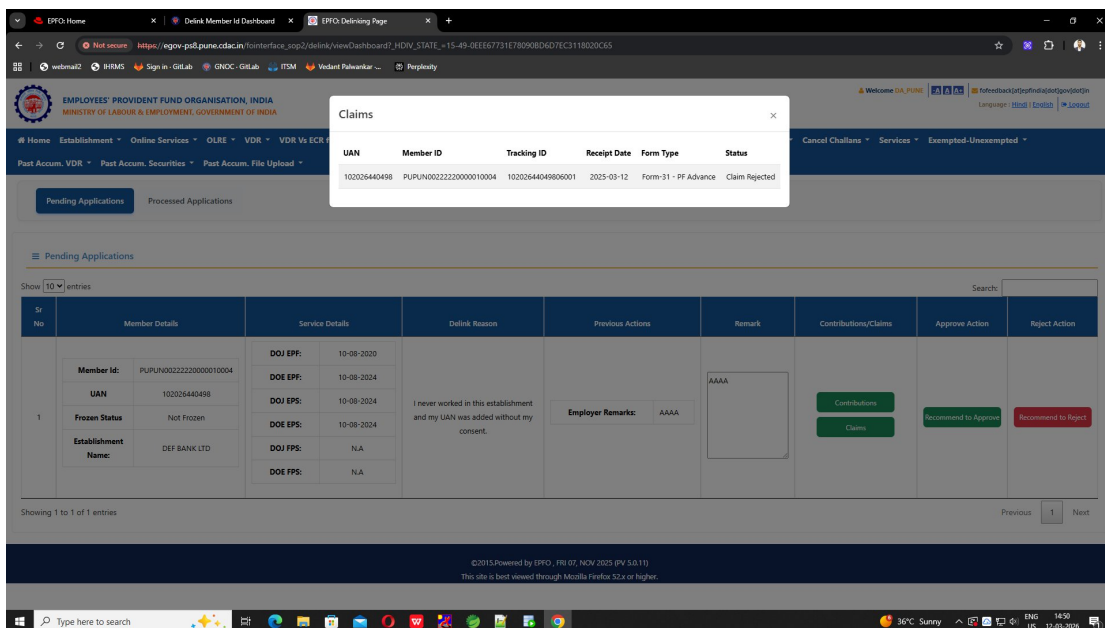 EPFO: Home
Delink Member Id Dashboard
EPFO: Delinking Page
Not secure https://egov-ps8.pune.cdac.in/fointerface_sop2/delink/viewDashboard?_HDIV_STATE_=15-49-0EEE67731E78090BD6D7EC3118020C65
webmail2 IHRMS Sign in · GitLab GNOC · GitLab ITSM Vedant Palwankar -... Perplexity
EMPLOYEES' PROVIDENT FUND ORGANISATION, INDIA
MINISTRY OF LABOUR & EMPLOYMENT, GOVERNMENT OF INDIA
Welcome DA_PUNE -A A A+ fofeedback[at]epfindia[dot]gov[dot]in
Language : Hindi | English | Logout
Home Establishment Online Services OLRE VDR VDR Vs ECR Cancel Challans Services Exempted-Unexempted
Past Accum. VDR Past Accum. Securities Past Accum. File Upload
Claims ×
UAN Member ID Tracking ID Receipt Date Form Type Status
102026440498 PUPUN00222220000010004 10202644049806001 2025-03-12 Form-31 - PF Advance Claim Rejected
Pending Applications Processed Applications
Pending Applications
Show 10 entries Search:
Sr No Member Details Service Details Delink Reason Previous Actions Remark Contributions/Claims Approve Action Reject Action
1
Member Id: PUPUN00222220000010004
UAN 102026440498
Frozen Status Not Frozen
Establishment Name: DEF BANK LTD
DOJ EPF: 10-08-2020
DOE EPF: 10-08-2024
DOJ EPS: 10-08-2024
DOE EPS: 10-08-2024
DOJ FPS: N.A
DOE FPS: N.A
I never worked in this establishment
and my UAN was added without my
consent.
Employer Remarks: AAAA
AAAA
Contributions
Claims
Recommend to Approve
Recommend to Reject
Showing 1 to 1 of 1 entries Previous 1 Next
©2015.Powered by EPFO , FRI 07, NOV 2025 (PV 5.0.11)
This site is best viewed through Mozilla Firefox 52.x or higher.
Type here to search 36°C Sunny ENG 14:50
US 12-03-2026